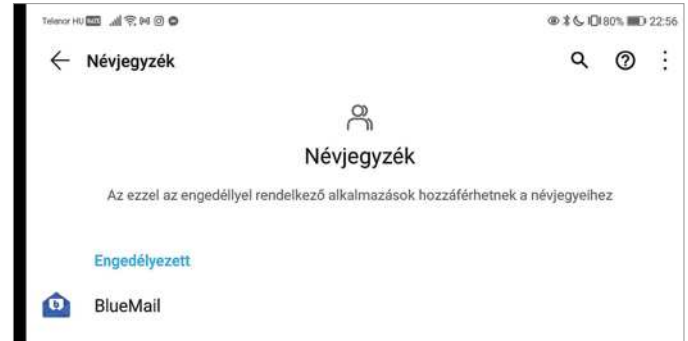 Telenor HU 80% 22:56
Névjegyzék
Névjegyzék
Az ezzel az engedéllyel rendelkező alkalmazások hozzáférhetnek a névjegyeihez
Engedélyezett
BlueMail